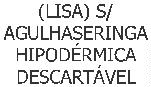 (LISA) S/
AGULHASERINGA
HIPODÉRMICA
DESCARTÁVEL